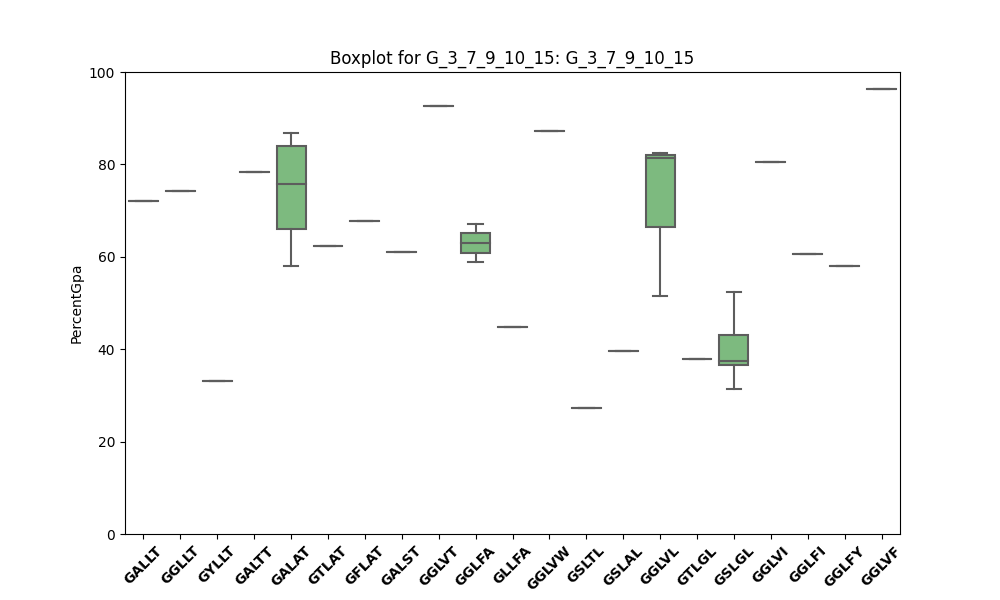 Boxplot for G_3_7_9_10_15: G_3_7_9_10_15
100
80
60
40
20
0
PercentGpa
GALLT
GGLLT
GYLLT
GALTT
GALAT
GTLAT
GFLAT
GALST
GGLVT
GGLFA
GLLFA
GGLVW
GSLTL
GSLAL
GGLVL
GTLGL
GSLGL
GGLVI
GGLFI
GGLFY
GGLVF